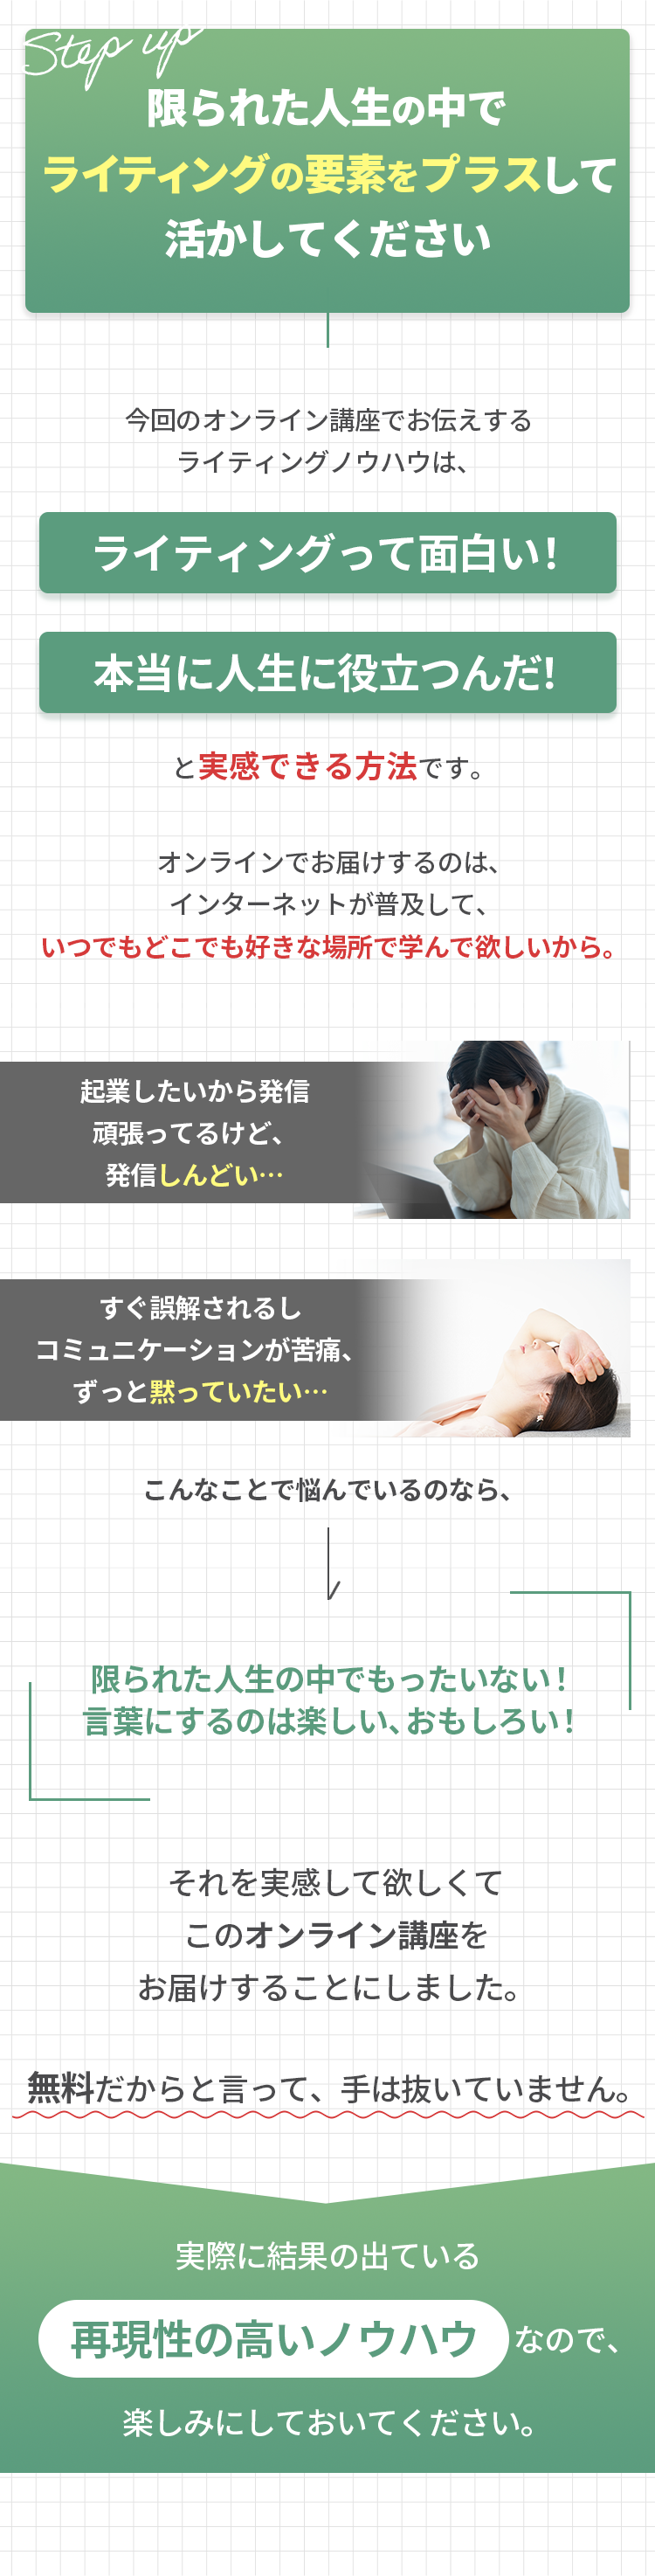 Step up
限られた人生の中で
ライティングの要素をプラスして
活かしてください
今回のオンライン講座でお伝えする
ライティングノウハウは、
ライティングって面白い！
本当に人生に役立つんだ！
と実感できる方法です。
オンラインでお届けするのは、
インターネットが普及して、
いつでもどこでも好きな場所で学んで欲しいから。
起業したいから発信
頑張ってるけど、
発信しんどい…
すぐ誤解されるし
コミュニケーションが苦痛、
ずっと黙っていたい…
こんなことで悩んでいるのなら、
限られた人生の中でもったいない！
言葉にするのは楽しい、おもしろい！
それを実感して欲しくて
このオンライン講座を
お届けすることにしました。
無料だからと言って、手は抜いていません。
実際に結果の出ている
再現性の高いノウハウなので、
楽しみにしておいてください。